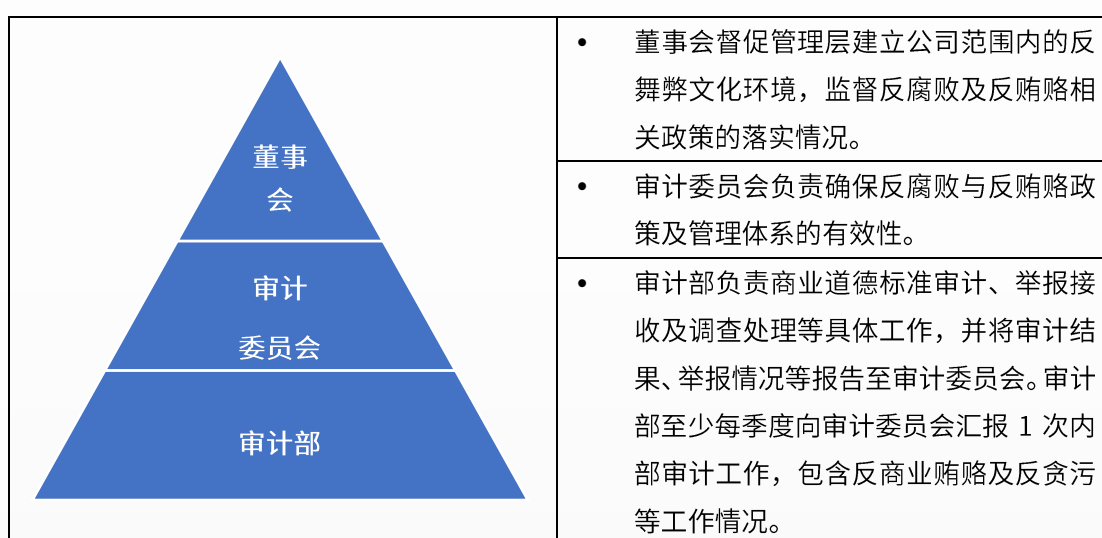 董事
会
审计
委员会
审计部
• 董事会督促管理层建立公司范围内的反
舞弊文化环境，监督反腐败及反贿赂相
关政策的落实情况。
• 审计委员会负责确保反腐败与反贿赂政
策及管理体系的有效性。
• 审计部负责商业道德标准审计、举报接
收及调查处理等具体工作，并将审计结
果、举报情况等报告至审计委员会。审计
部至少每季度向审计委员会汇报 1 次内
部审计工作，包含反商业贿赂及反贪污
等工作情况。